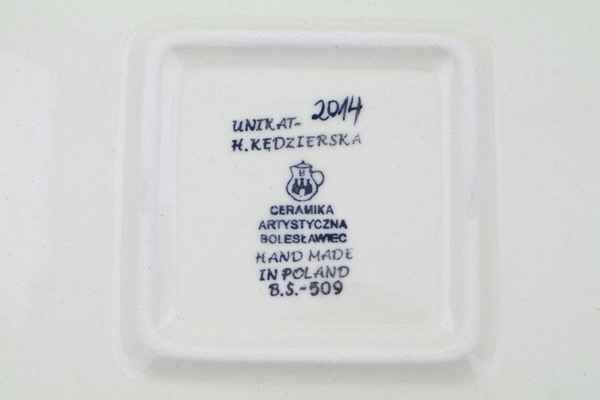 UNIKAT- 2014
H.KĘDZIERSKA
B
CERAMIKA
ARTYSTYCZNA
BOLESŁAWIEC
HAND MADE
IN POLAND
B.Ś.-509